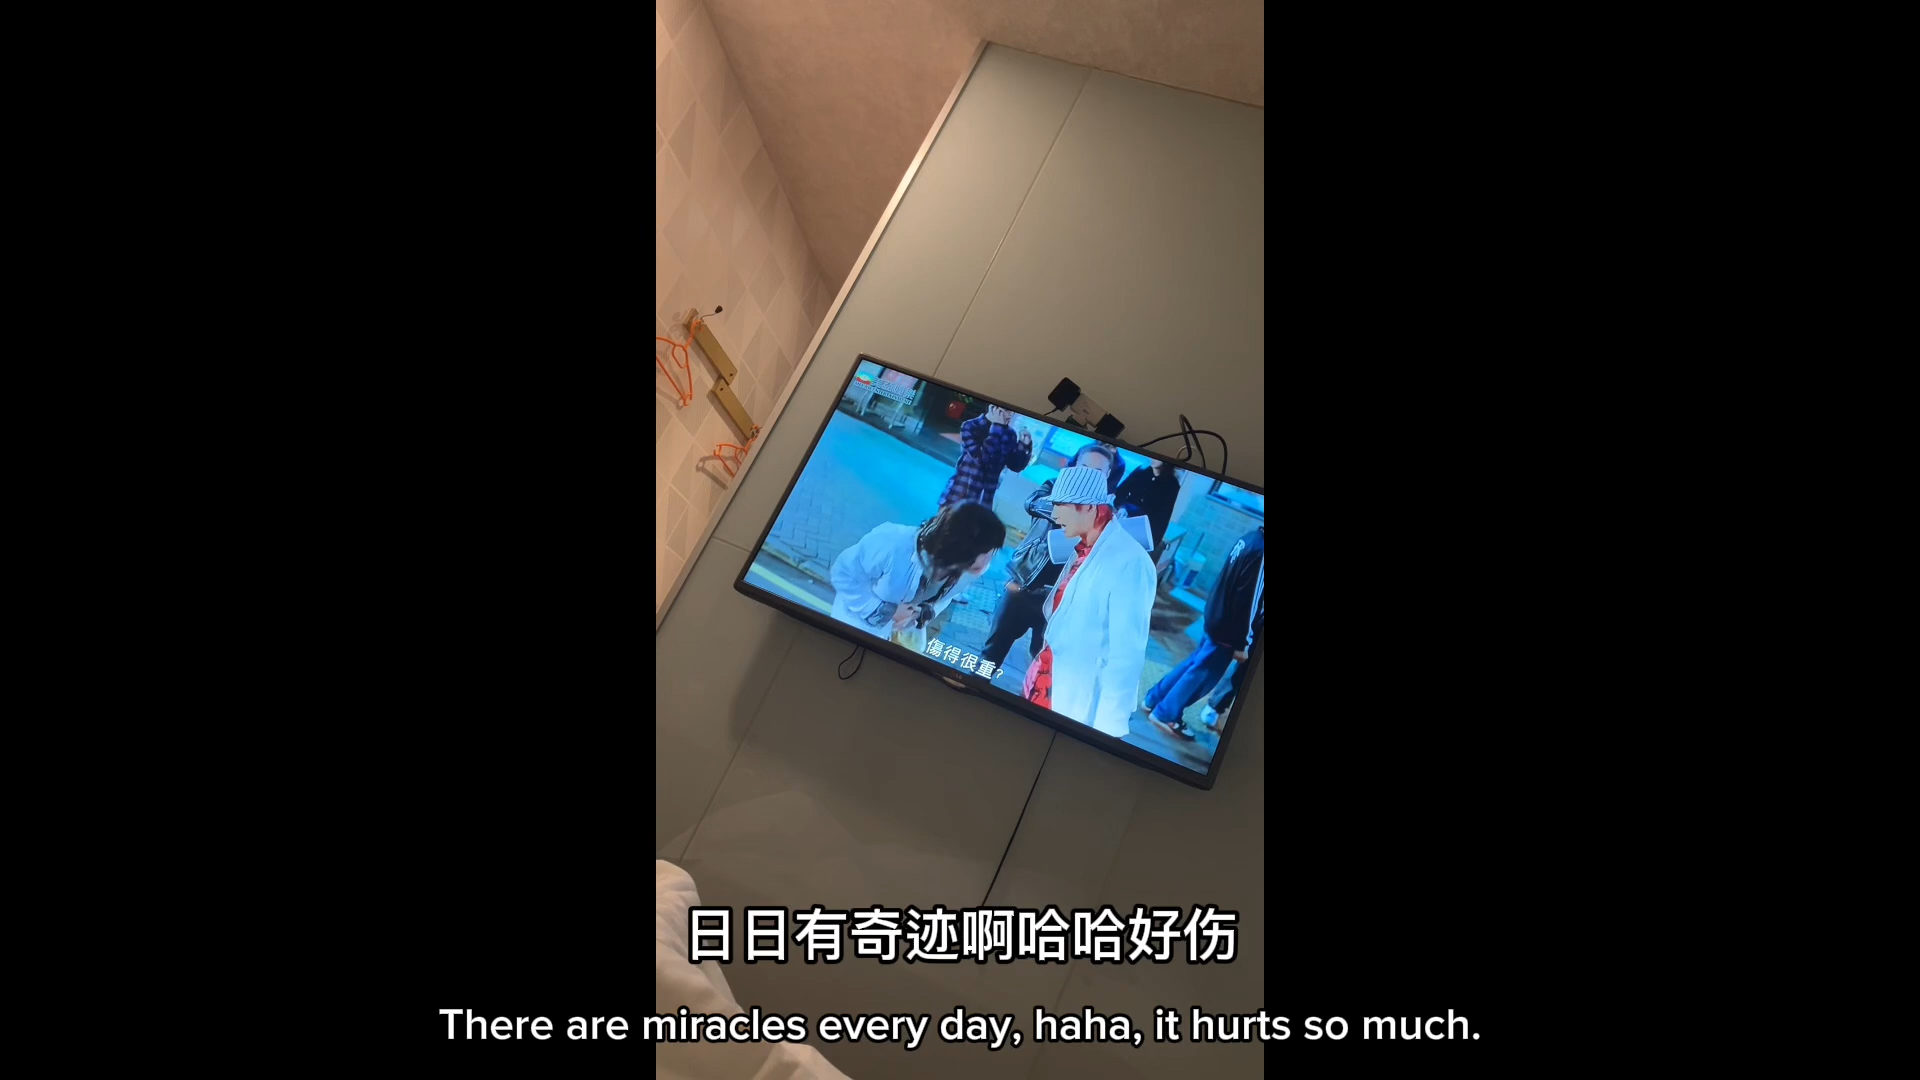 傷得很重?
日日有奇迹啊哈哈好伤
There are miracles every day, haha, it hurts so much.